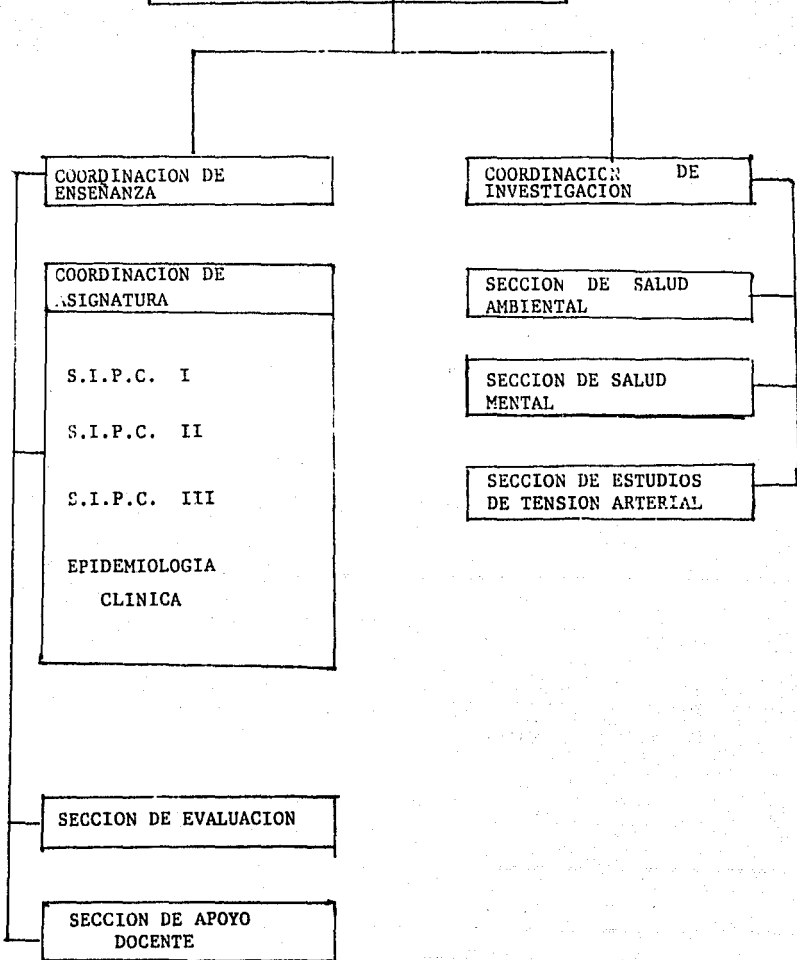 COORDINACION DE
ENSEÑANZA
COORDINACION DE
ASIGNATURA
S.I.P.C. I
S.I.P.C. II
S.I.P.C. III
EPIDEMIOLOGIA
CLINICA
SECCION DE EVALUACION
SECCION DE APOYO
DOCENTE
COORDINACION DE
INVESTIGACION
SECCION DE SALUD
AMBIENTAL
SECCION DE SALUD
MENTAL
SECCION DE ESTUDIOS
DE TENSION ARTERIAL